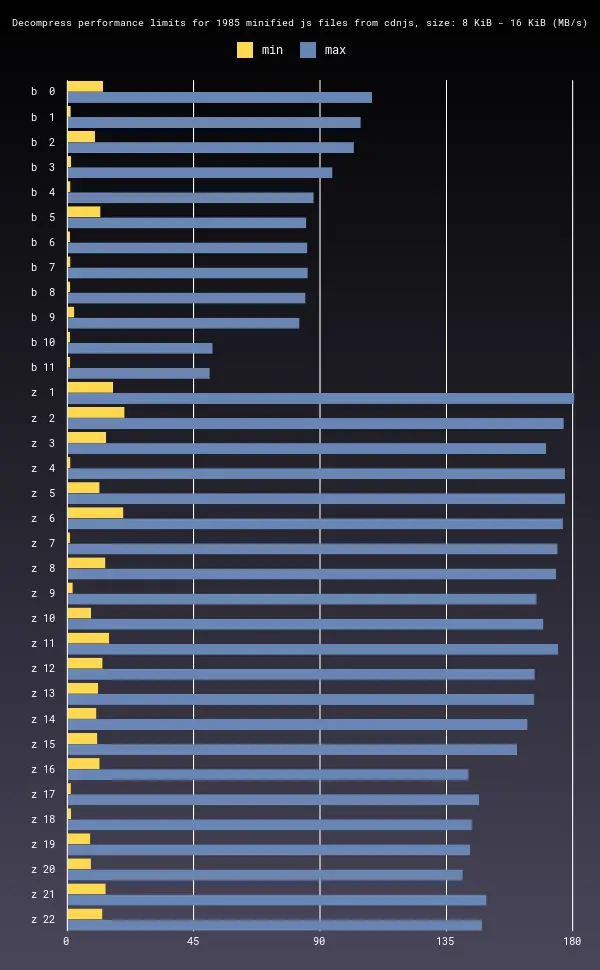 Decompress performance limits for 1985 minified js files from cdnjs, size: 8 KiB - 16 KiB (MB/s)
min max
b 0
b 1
b 2
b 3
b 4
b 5
b 6
b 7
b 8
b 9
b 10
b 11
z 1
z 2
z 3
z 4
z 5
z 6
z 7
z 8
z 9
z 10
z 11
z 12
z 13
z 14
z 15
z 16
z 17
z 18
z 19
z 20
z 21
z 22
0 45 90 135 180